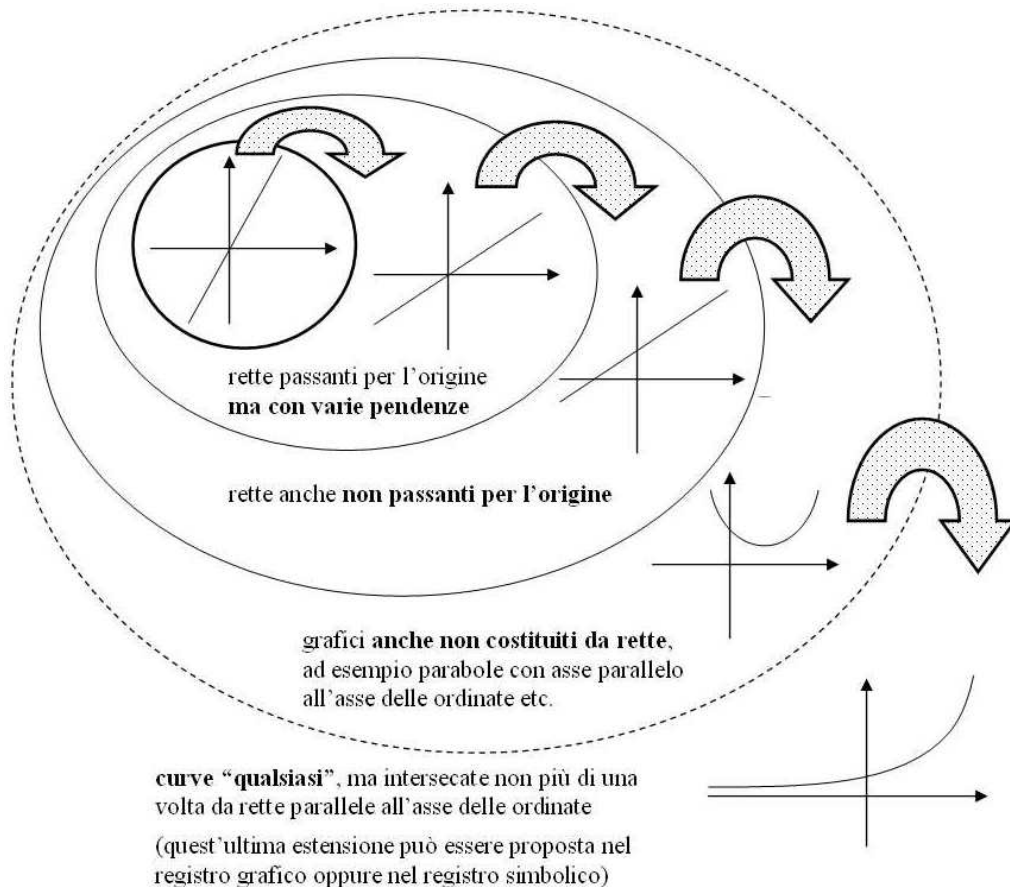 rette passanti per l’origine
ma con varie pendenze
rette anche non passanti per l’origine
grafici anche non costituiti da rette,
ad esempio parabole con asse parallelo
all’asse delle ordinate etc.
curve “qualsiasi”, ma intersecate non più di una
volta da rette parallele all’asse delle ordinate
(quest’ultima estensione può essere proposta nel
registro grafico oppure nel registro simbolico)